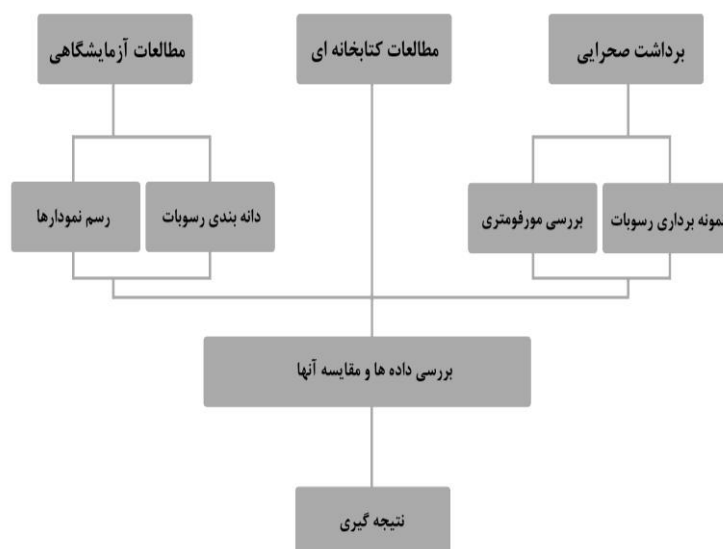 برداشت صحرایی
مطالعات کتابخانه ای
مطالعات آزمایشگاهی
نمونه برداری رسوبات
بررسی مورفومتری
دانه بندی رسوبات
رسم نمودارها
بررسی داده ها و مقایسه آنها
نتیجه گیری